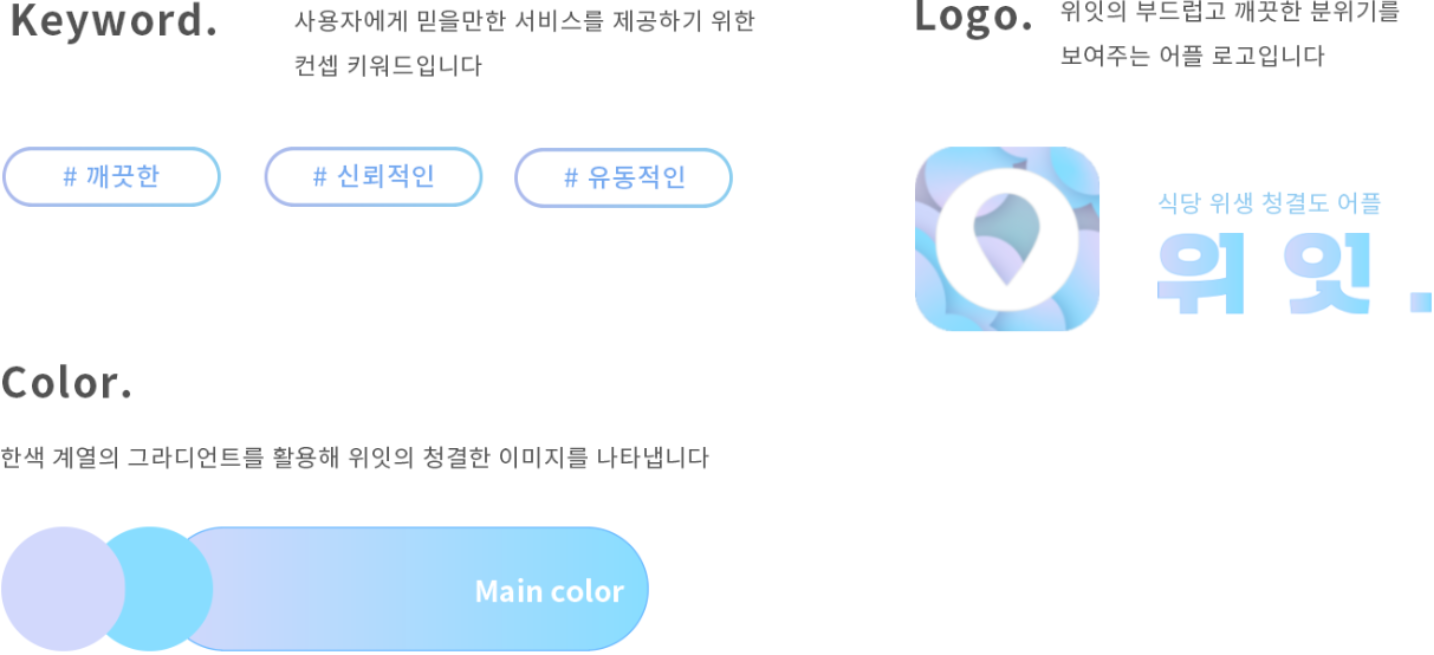 Keyword.
사용자에게 믿을만한 서비스를 제공하기 위한
컨셉 키워드입니다
# 깨끗한
# 신뢰적인
# 유동적인
Logo.
위잇의 부드럽고 깨끗한 분위기를
보여주는 어플 로고입니다
식당 위생 청결도 어플
위잇.
Color.
한색 계열의 그라디언트를 활용해 위잇의 청결한 이미지를 나타냅니다
Main color